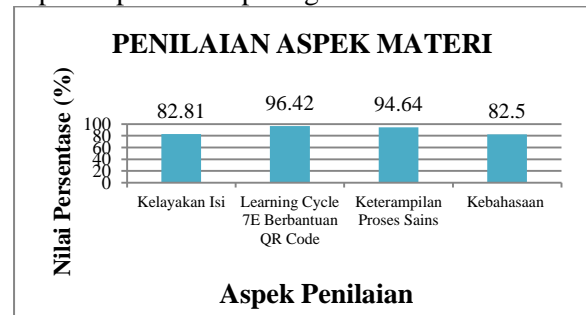 PENILAIAN ASPEK MATERI
Nilai Persentase (%)
82.81 96.42 94.64 82.5
100
80
60
40
20
0
Kelayakan Isi Learning Cycle Keterampilan Kebahasaan
7E Berbantuan Proses Sains
QR Code
Aspek Penilaian